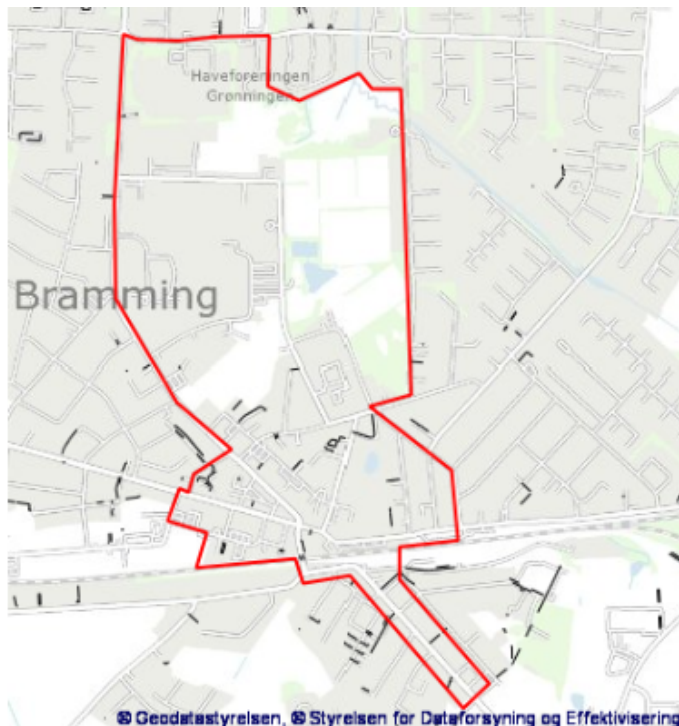 Haveforeningen
Grønningen
Bramming
© Geodatastyrelsen, © Styrelsen for Dataforsyning og Effektivisering